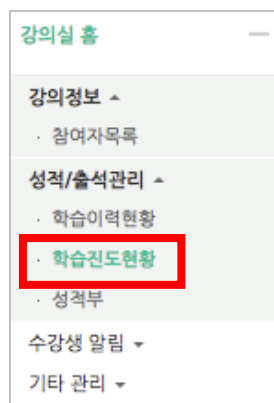 강의실 홈
강의정보
· 참여자목록
성적/출석관리
· 학습이력현황
· 학습진도현황
· 성적부
수강생 알림
기타 관리